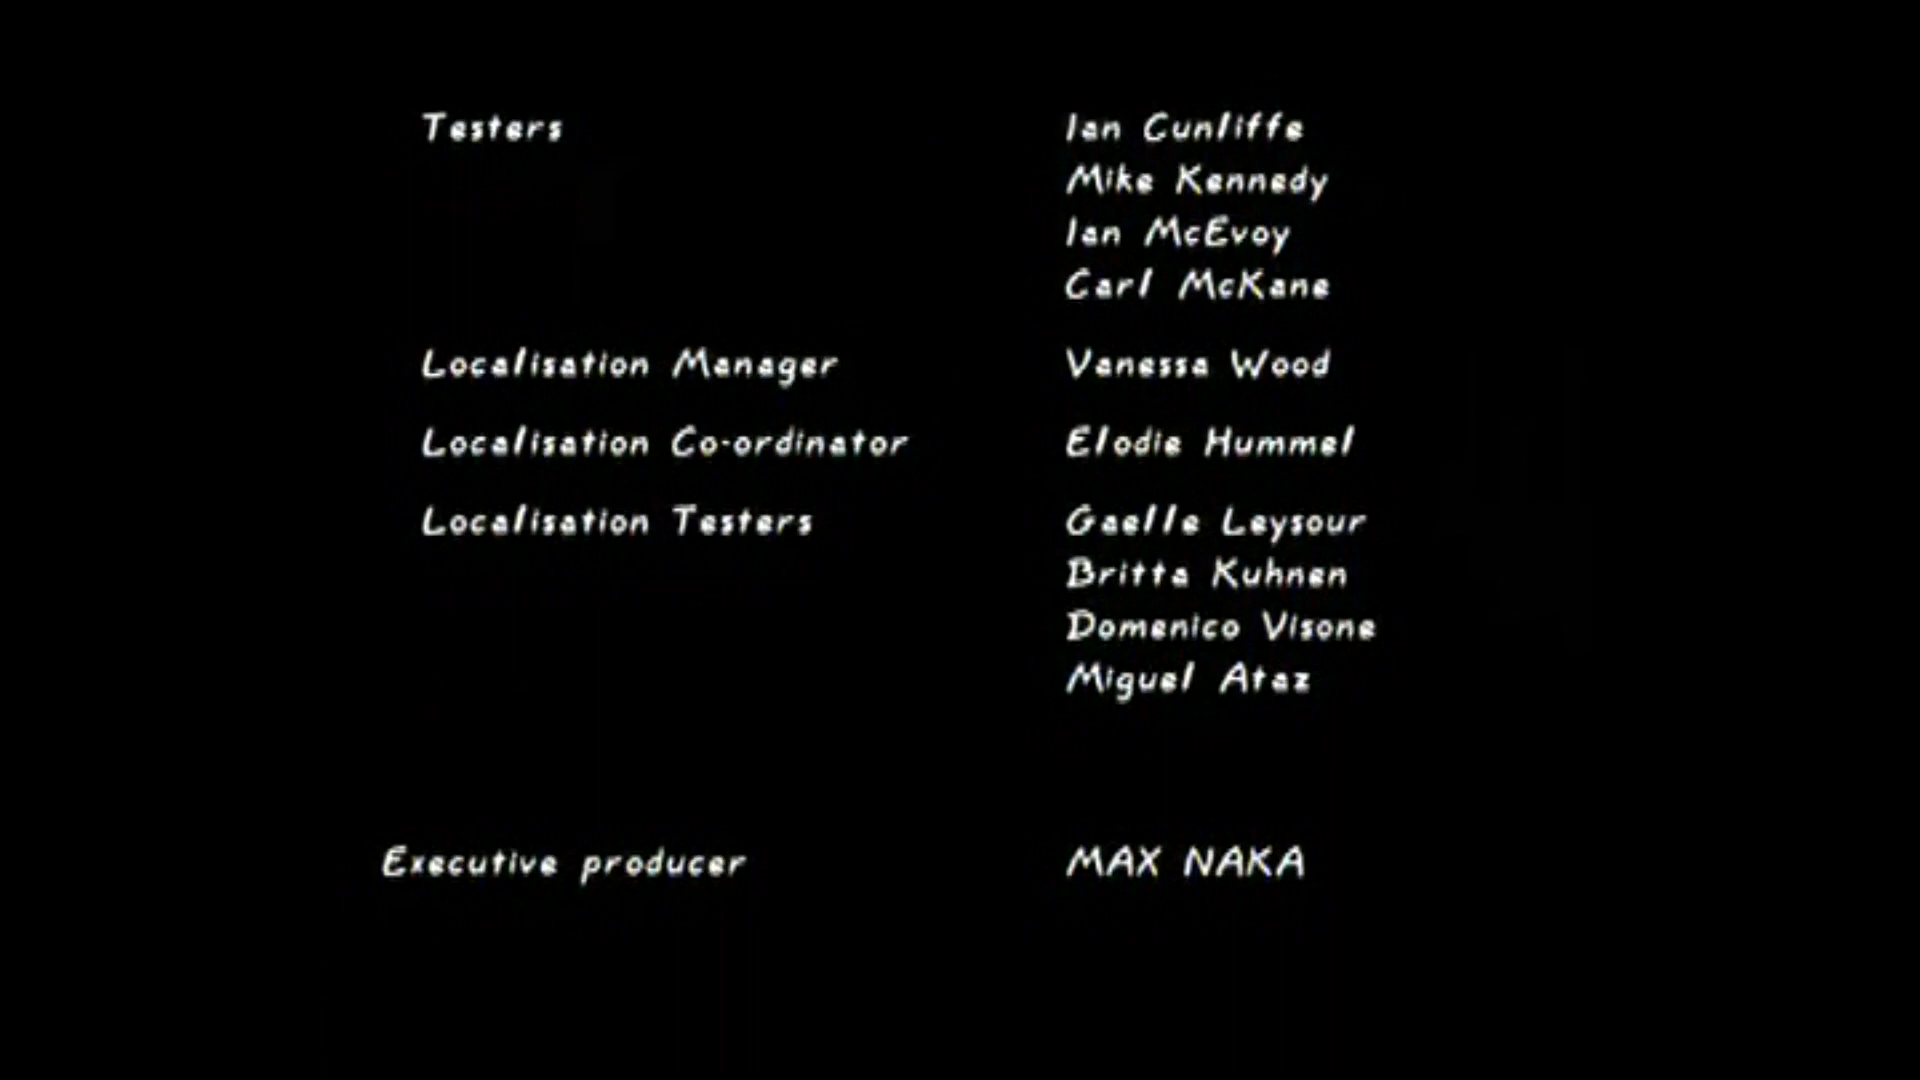 Testers Ian Cunliffe
Mike Kennedy
Ian McEvoy
Carl McKane
Localisation Manager Vanessa Wood
Localisation Co-ordinator Elodie Hummel
Localisation Testers Gaelle Leysour
Britta Kuhnen
Domenico Visone
Miguel Ataz
Executive producer MAX NAKA